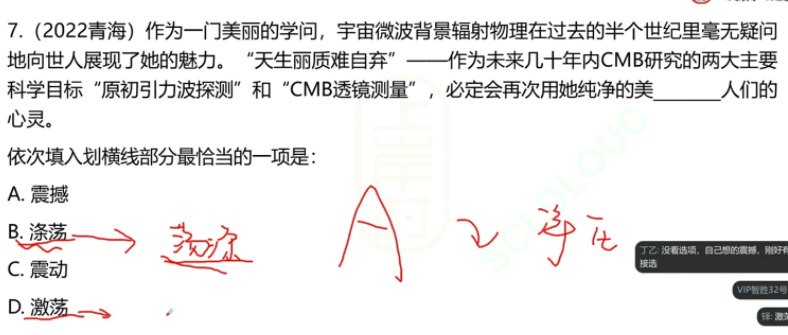 7.（2022青海）作为一门美丽的学问，宇宙微波背景辐射物理在过去的半个世纪里毫无疑问
地向世人展现了她的魅力。“天生丽质难自弃”——作为未来几十年内CMB研究的两大主要
科学目标“原初引力波探测”和“CMB透镜测量”，必定会再次用她纯净的美______人们的
心灵。
依次填入划横线部分最恰当的一项是：
A. 震撼
B. 涤荡
荡涤
A
净化
C. 震动
D. 激荡
丁乙: 没看选项，自己想的震撼，刚好有
接选
VIP智胜32号
铎: 激荡
SCLOLOUC
上岸村